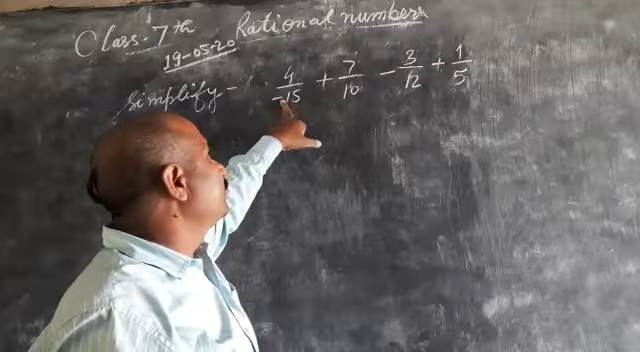 Class-7th Rational numbers
19-05-20
Simplify- 4/-15 + 7/10 - 3/12 + 1/5